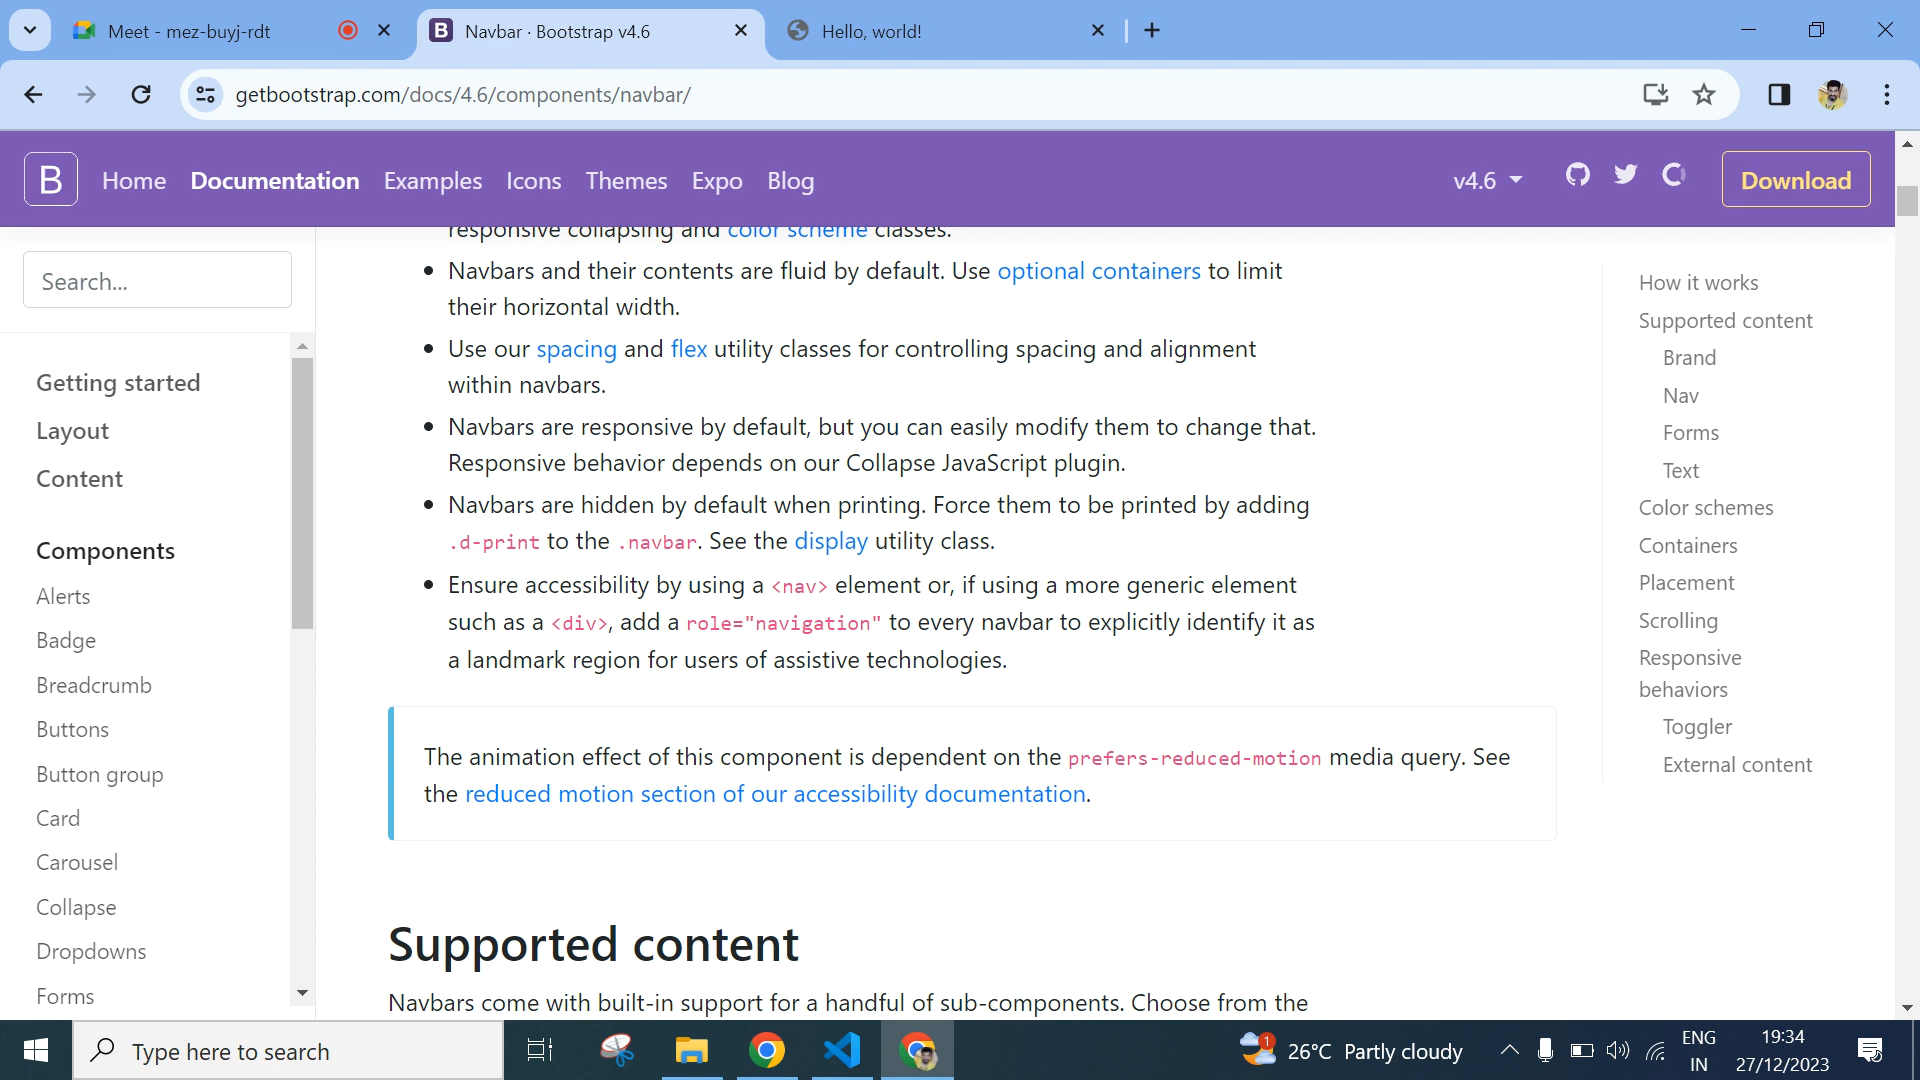 Meet - mez-buyj-rdt
Navbar · Bootstrap v4.6
Hello, world!
getbootstrap.com/docs/4.6/components/navbar/
B Home Documentation Examples Icons Themes Expo Blog v4.6 Download
Search...
Getting started
Layout
Content
Components
Alerts
Badge
Breadcrumb
Buttons
Button group
Card
Carousel
Collapse
Dropdowns
Forms
responsive collapsing and color scheme classes.
Navbars and their contents are fluid by default. Use optional containers to limit
their horizontal width.
Use our spacing and flex utility classes for controlling spacing and alignment
within navbars.
Navbars are responsive by default, but you can easily modify them to change that.
Responsive behavior depends on our Collapse JavaScript plugin.
Navbars are hidden by default when printing. Force them to be printed by adding
.d-print to the .navbar. See the display utility class.
Ensure accessibility by using a <nav> element or, if using a more generic element
such as a <div>, add a role="navigation" to every navbar to explicitly identify it as
a landmark region for users of assistive technologies.
The animation effect of this component is dependent on the prefers-reduced-motion media query. See
the reduced motion section of our accessibility documentation.
Supported content
Navbars come with built-in support for a handful of sub-components. Choose from the
How it works
Supported content
Brand
Nav
Forms
Text
Color schemes
Containers
Placement
Scrolling
Responsive
behaviors
Toggler
External content
Type here to search
1
26°C Partly cloudy
ENG
IN
19:34
27/12/2023